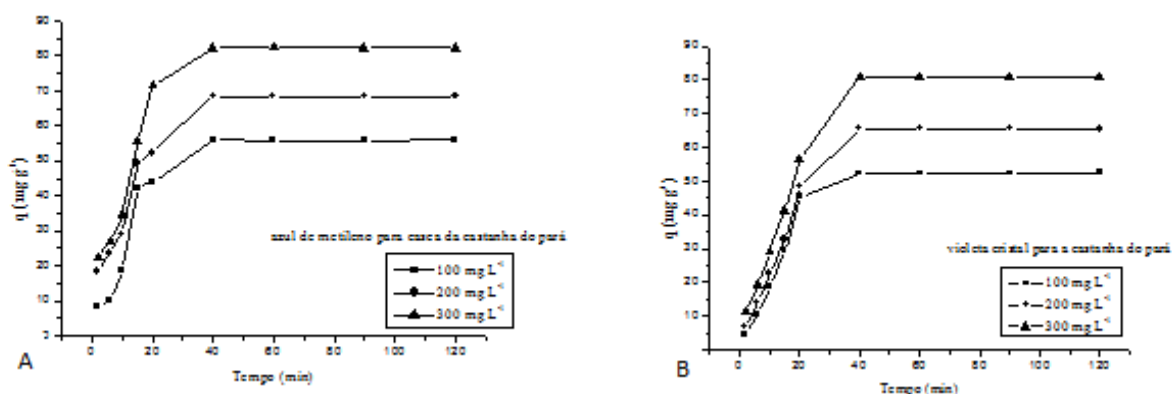 90
80
70
60
50
40
30
20
10
0
q (mg g⁻¹)
azul de metileno para casca da castanha do pará
100 mg L⁻¹
200 mg L⁻¹
300 mg L⁻¹
0 20 40 60 80 100 120
Tempo (min)
A
90
80
70
60
50
40
30
20
10
q (mg g⁻¹)
violeta cristal para a castanha do pará
100 mg L⁻¹
200 mg L⁻¹
300 mg L⁻¹
0 20 40 60 80 100 120
Tempo (min)
B